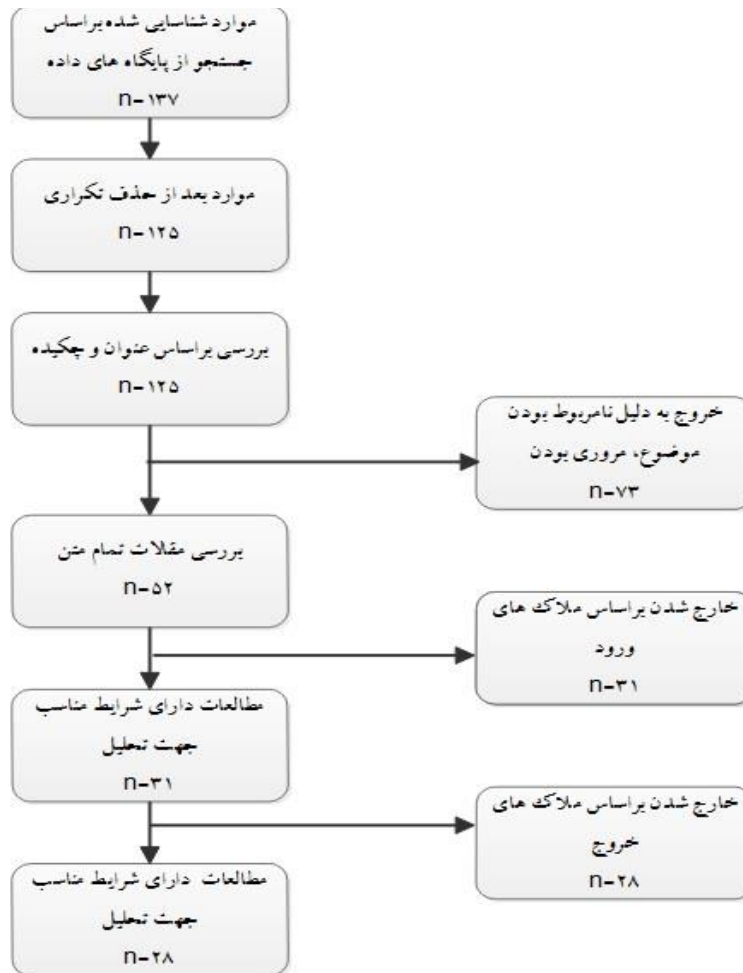 موارد شناسایی شده براساس
جستجو از پایگاه های داده
n-۱۳۷
موارد بعد از حذف تکراری
n-۱۲۵
بررسی براساس عنوان و چکیده
n-۱۲۵
خروج به دلیل نامربوط بودن
موضوع، مروری بودن
n-۷۳
بررسی مقالات تمام متن
n-۵۲
خارج شدن براساس ملاک های
ورود
n-۳۱
مطالعات دارای شرایط مناسب
جهت تحلیل
n-۳۱
خارج شدن براساس ملاک های
خروج
n-۲۸
مطالعات دارای شرایط مناسب
جهت تحلیل
n-۲۸